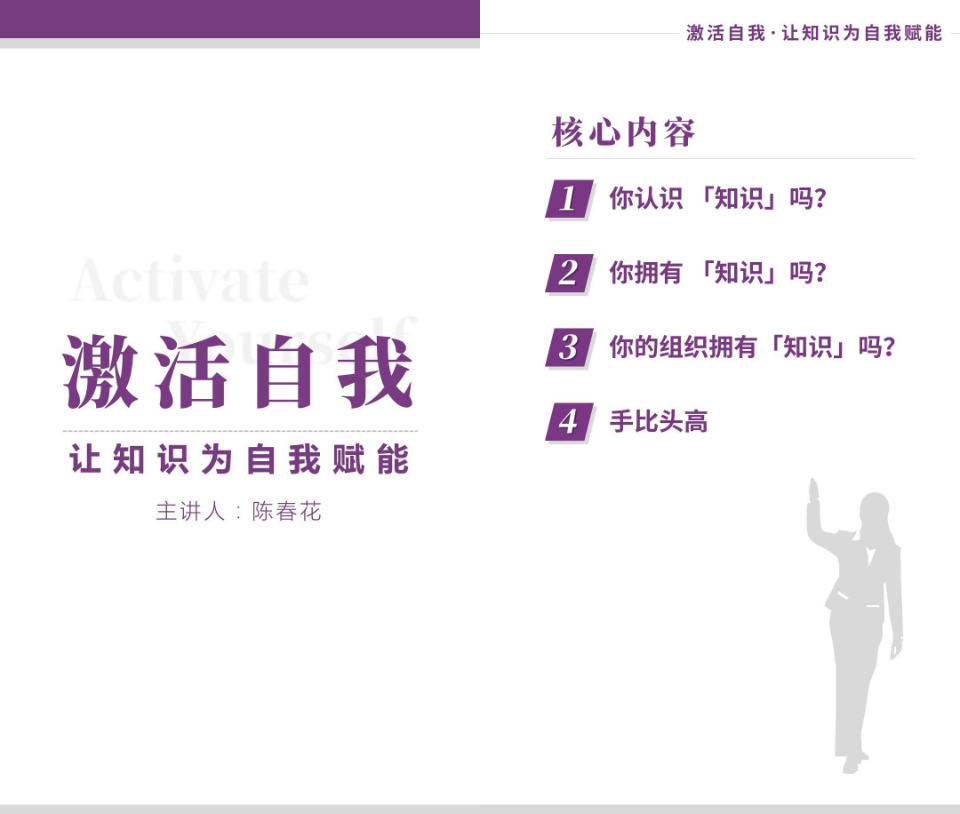 Activate
Yourself
激活自我
让知识为自我赋能
主讲人：陈春花
激活自我·让知识为自我赋能
核心内容
1 你认识「知识」吗？
2 你拥有「知识」吗？
3 你的组织拥有「知识」吗？
4 手比头高